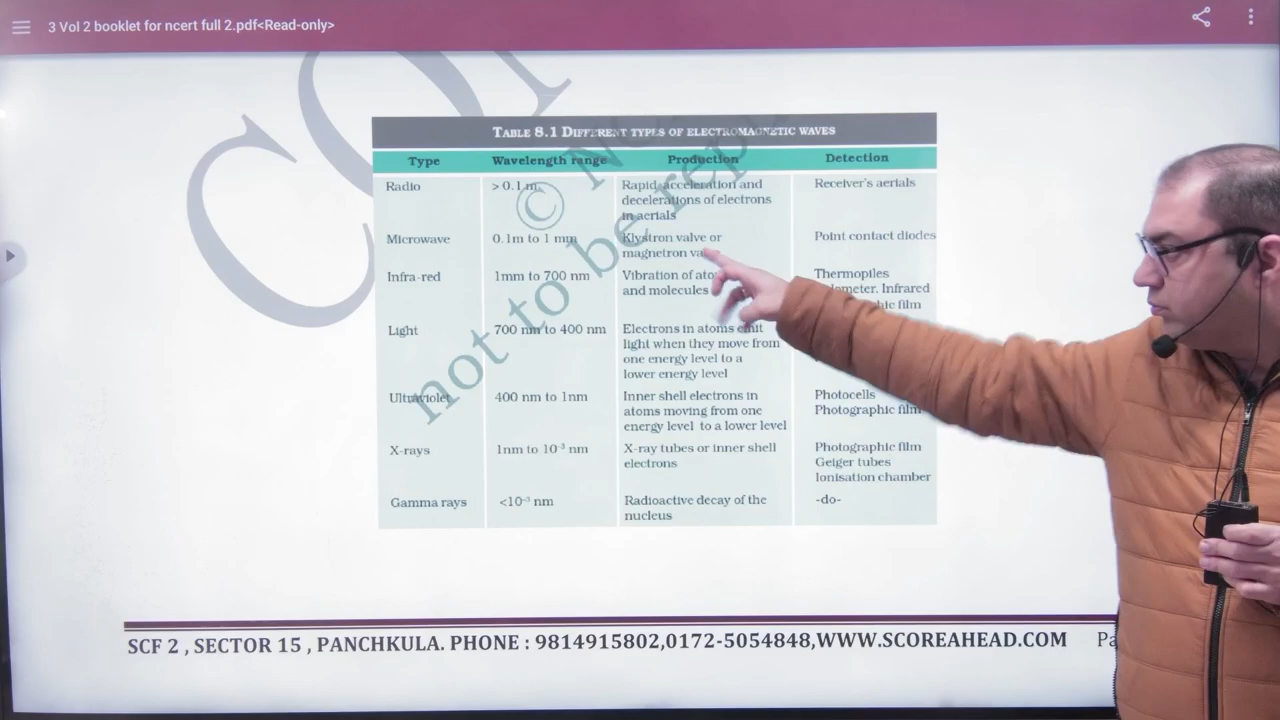 3 Vol 2 booklet for ncert full 2.pdf<Read-only>
TABLE 8.1 DIFFERENT TYPES OF ELECTROMAGNETIC WAVES
Type Wavelength range Production Detection
Radio > 0.1 m Rapid acceleration and Receiver's aerials
decelerations of electrons
in aerials
Microwave 0.1m to 1 mm Klystron valve or Point contact diodes
magnetron
Infra-red 1mm to 700 nm Vibration of Thermopiles
and molecules Infrared
film
Light 700 nm to 400 nm Electrons in atoms emit
light when they move from
one energy level to a
lower energy level
Ultraviolet 400 nm to 1nm Inner shell electrons in Photocells
atoms moving from one Photographic film
energy level to a lower level
X-rays 1nm to 10⁻³ nm X-ray tubes or inner shell Photographic film
electrons Geiger tubes
Ionisation chamber
Gamma rays <10⁻³ nm Radioactive decay of the -do-
nucleus
©
not to be
SCF 2 , SECTOR 15 , PANCHKULA. PHONE : 9814915802,0172-5054848,WWW.SCOREAHEAD.COM